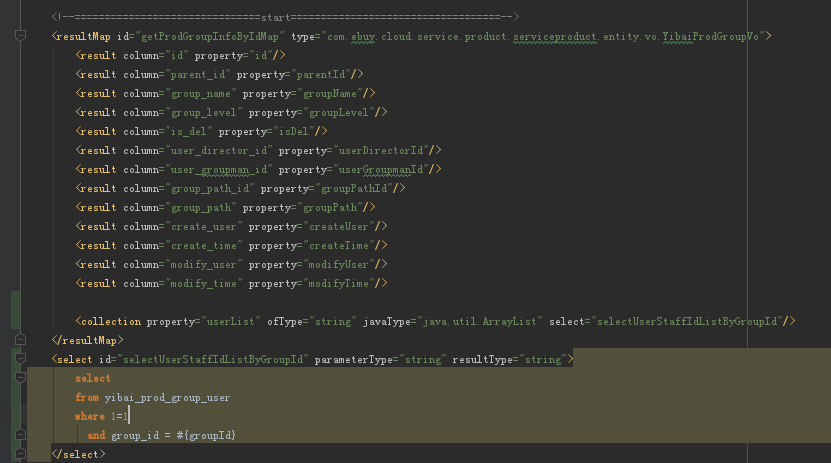 <!--===============================start===================================-->
<resultMap id="getProdGroupInfoByIdMap" type="com.ebuy.cloud.service.product.serviceproduct.entity.vo.YibaiProdGroupVo">
<result column="id" property="id"/>
<result column="parent_id" property="parentId"/>
<result column="group_name" property="groupName"/>
<result column="group_level" property="groupLevel"/>
<result column="is_del" property="isDel"/>
<result column="user_director_id" property="userDirectorId"/>
<result column="user_groupman_id" property="userGroupmanId"/>
<result column="group_path_id" property="groupPathId"/>
<result column="group_path" property="groupPath"/>
<result column="create_user" property="createUser"/>
<result column="create_time" property="createTime"/>
<result column="modify_user" property="modifyUser"/>
<result column="modify_time" property="modifyTime"/>
<collection property="userList" ofType="string" javaType="java.util.ArrayList" select="selectUserStaffIdListByGroupId"/>
</resultMap>
<select id="selectUserStaffIdListByGroupId" parameterType="string" resultType="string">
select
from yibai_prod_group_user
where 1=1
and group_id = #{groupId}
</select>